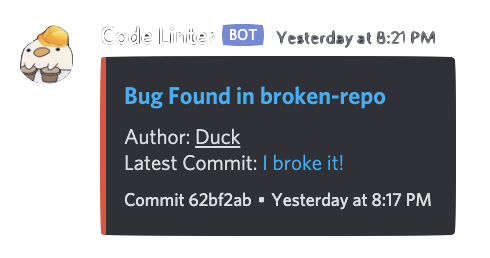 Code Linter BOT Yesterday at 8:21 PM
Bug Found in broken-repo
Author: Duck
Latest Commit: I broke it!
Commit 62bf2ab • Yesterday at 8:17 PM